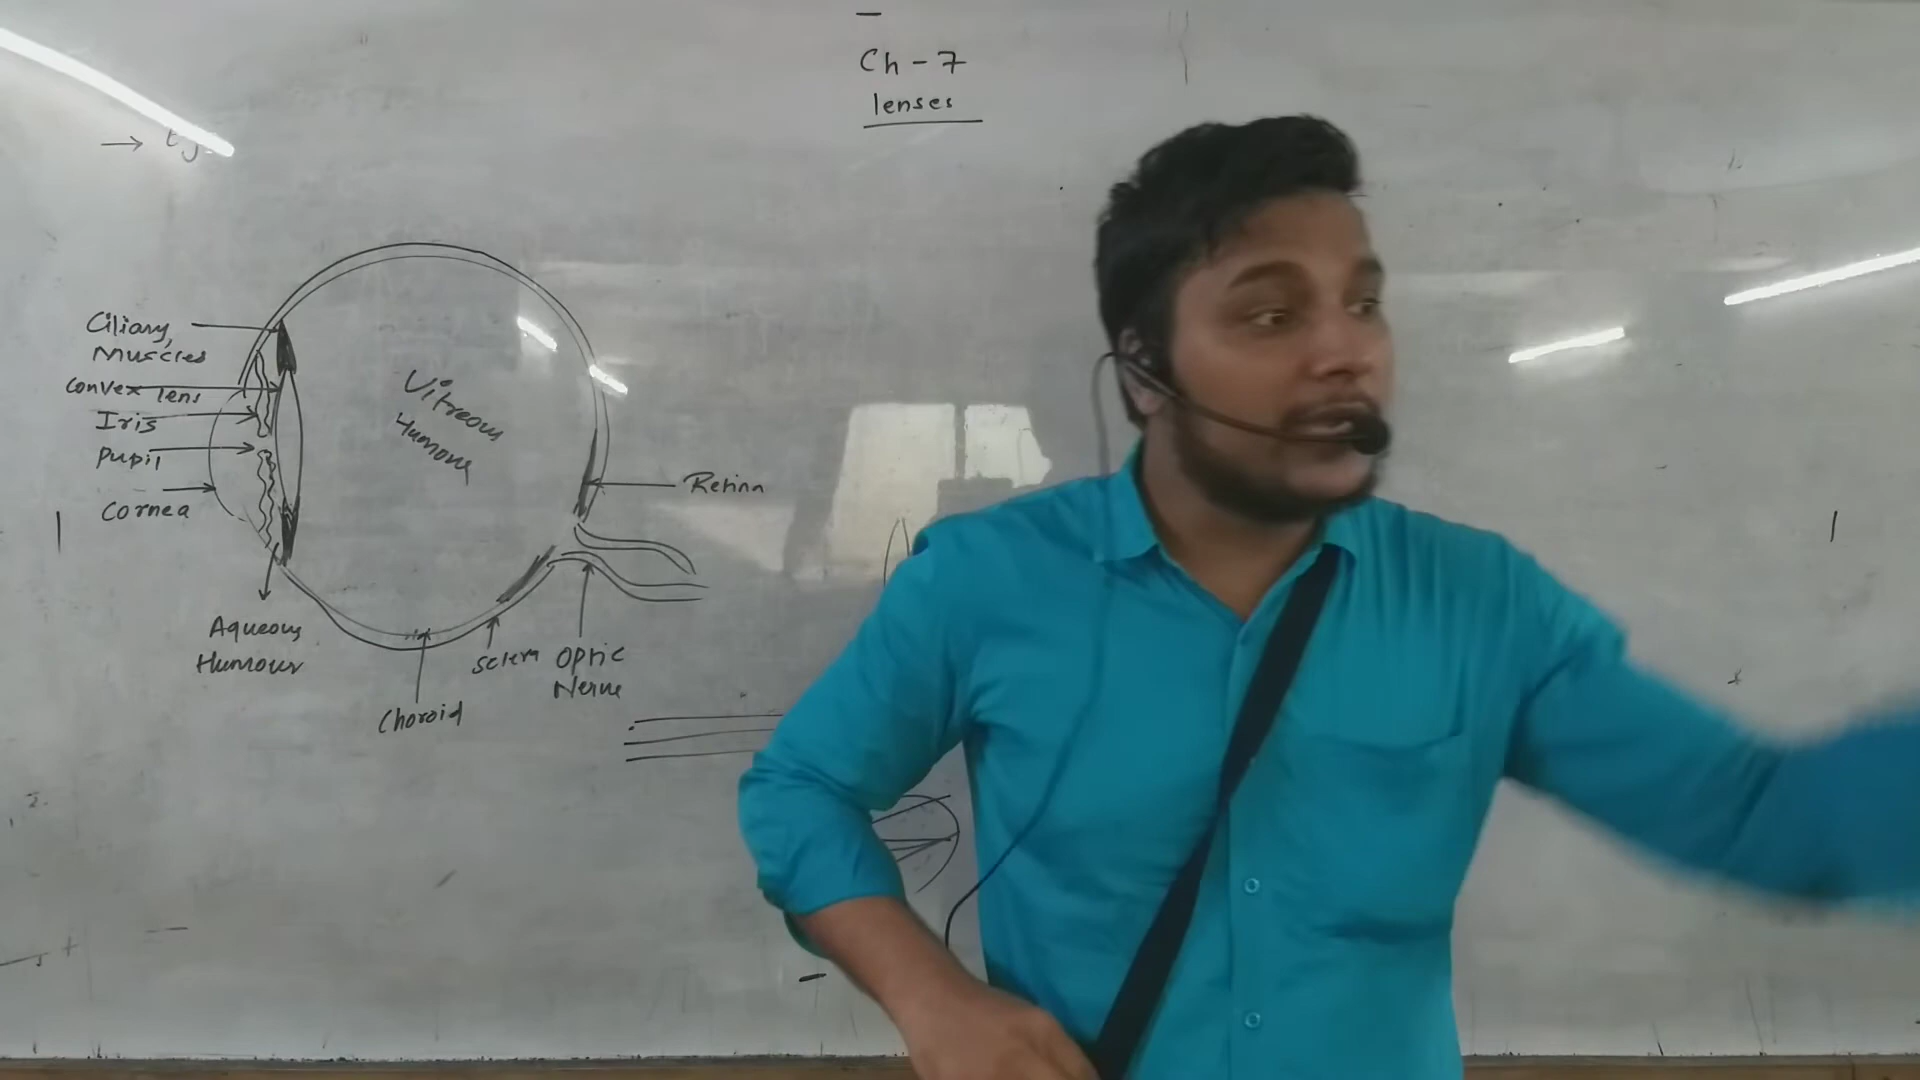 Ch - 7
lenses
Ciliary
Muscles
Convex lens
Iris
Pupil
Cornea
Vitreous
Humour
Retina
Aqueous
Humour
Sclera
Optic
Nerve
Choroid